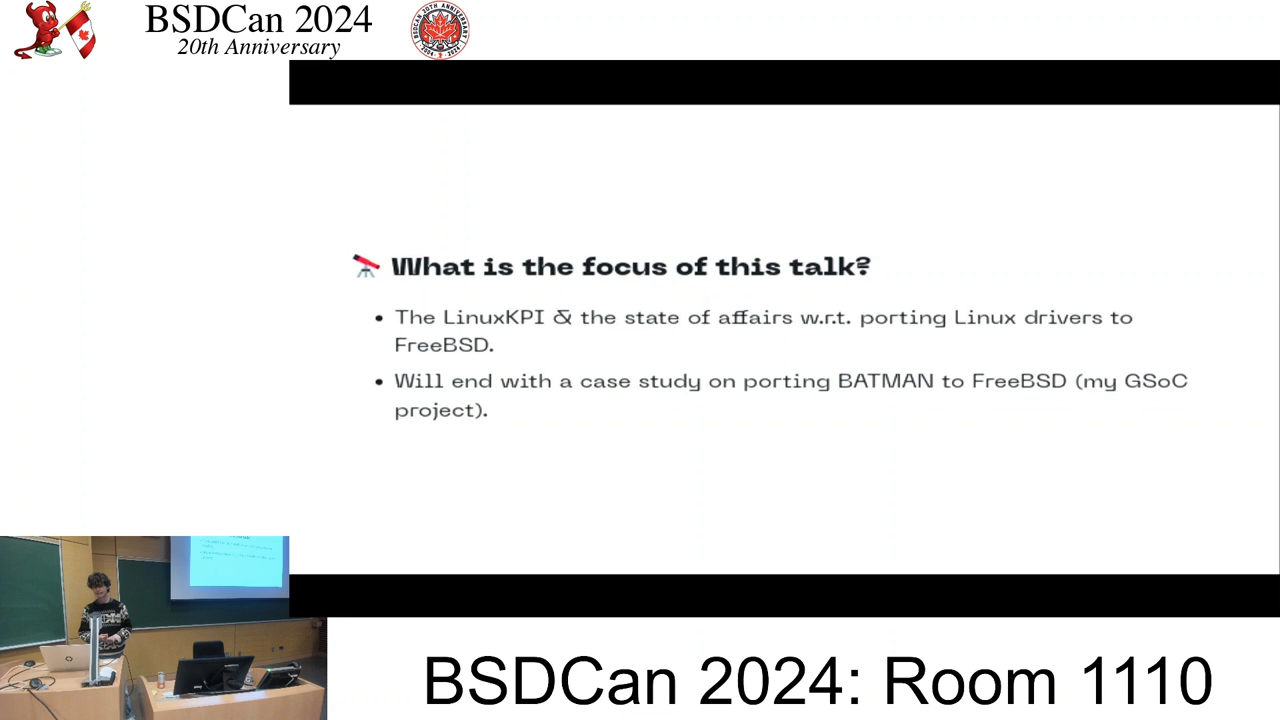 BSDCan 2024
20th Anniversary
What is the focus of this talk?
• The LinuxKPI & the state of affairs w.r.t. porting Linux drivers to
FreeBSD.
• Will end with a case study on porting BATMAN to FreeBSD (my GSoC
project).
BSDCan 2024: Room 1110